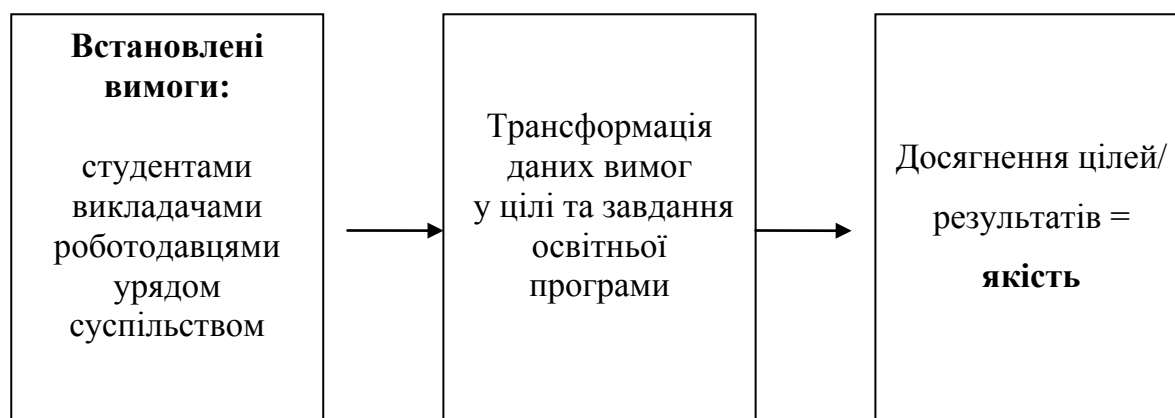 Встановлені
вимоги:
студентами
викладачами
роботодавцями
урядом
суспільством
Трансформація
даних вимог
у цілі та завдання
освітньої
програми
Досягнення цілей/
результатів =
якість